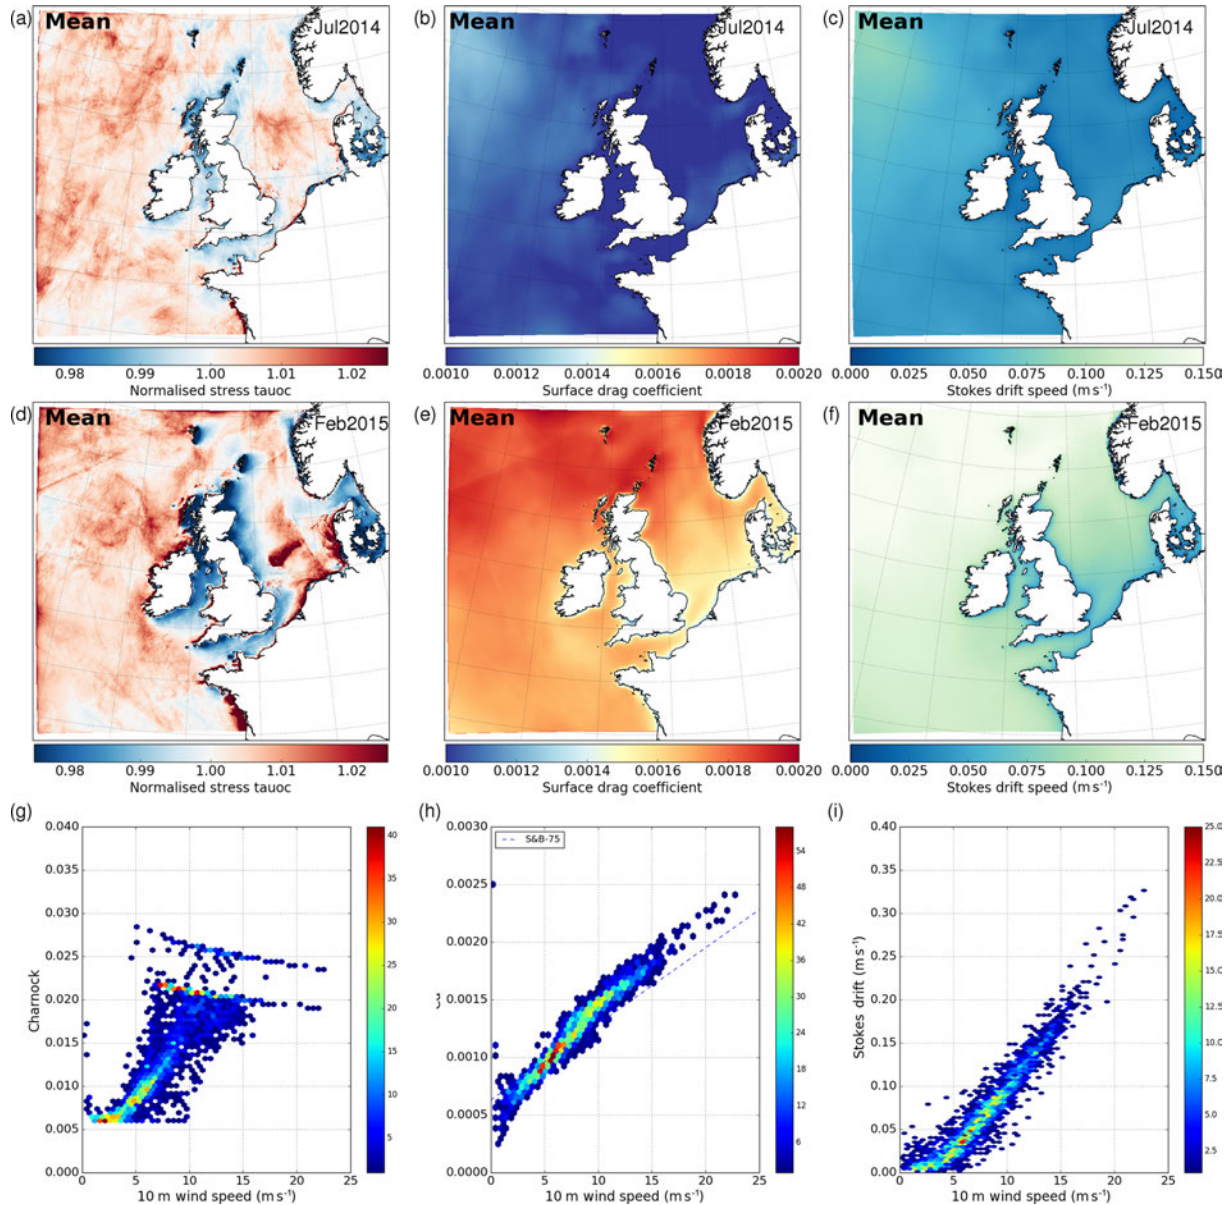 (a) Mean Jul2014
(b) Mean Jul2014
(c) Mean Jul2014
0.98 0.99 1.00 1.01 1.02
Normalised stress tauoc
0.0010 0.0012 0.0014 0.0016 0.0018 0.0020
Surface drag coefficient
0.000 0.025 0.050 0.075 0.100 0.125 0.150
Stokes drift speed (m s⁻¹)
(d) Mean Feb2015
(e) Mean Feb2015
(f) Mean Feb2015
0.98 0.99 1.00 1.01 1.02
Normalised stress tauoc
0.0010 0.0012 0.0014 0.0016 0.0018 0.0020
Surface drag coefficient
0.000 0.025 0.050 0.075 0.100 0.125 0.150
Stokes drift speed (m s⁻¹)
(g)
0.040
0.035
0.030
0.025
0.020
0.015
0.010
0.005
0.000
Charnock
0 5 10 15 20 25
10 m wind speed (m s⁻¹)
40
35
30
25
20
15
10
5
(h)
0.0030
0.0025
0.0020
0.0015
0.0010
0.0005
0.0000
S&B-75
0 5 10 15 20 25
10 m wind speed (m s⁻¹)
54
48
42
36
30
24
18
12
6
(i)
0.40
0.35
0.30
0.25
0.20
0.15
0.10
0.05
0.00
Stokes drift (m s⁻¹)
0 5 10 15 20 25
10 m wind speed (m s⁻¹)
25.0
22.5
20.0
17.5
15.0
12.5
10.0
7.5
5.0
2.5